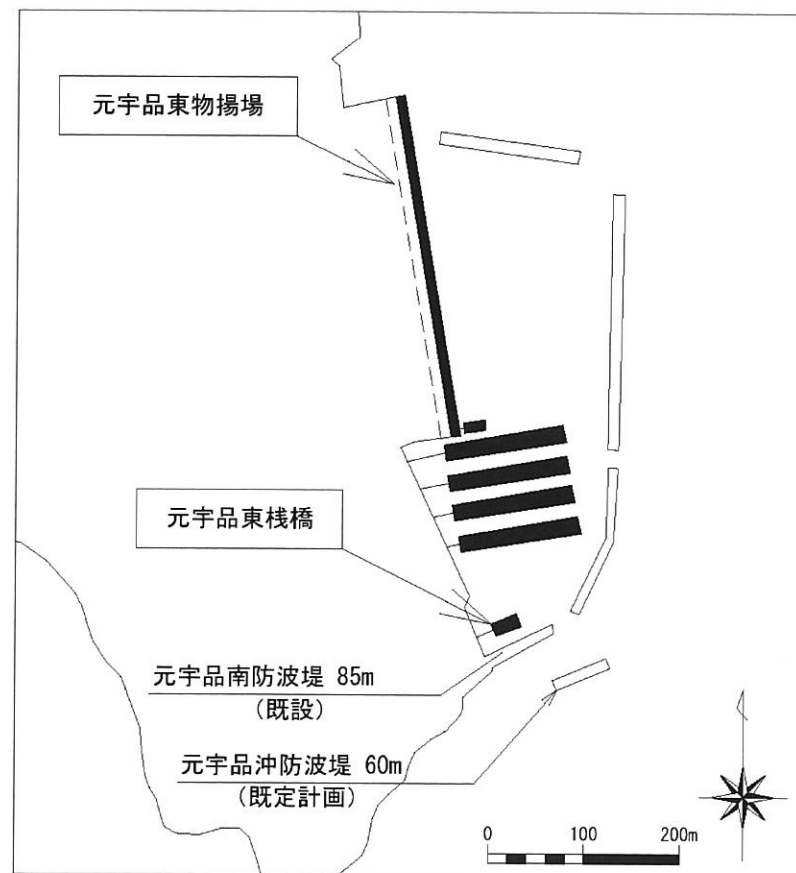 元宇品東物揚場
元宇品東桟橋
元宇品南防波堤 85m
（既設）
元宇品沖防波堤 60m
（既定計画）
0 100 200m